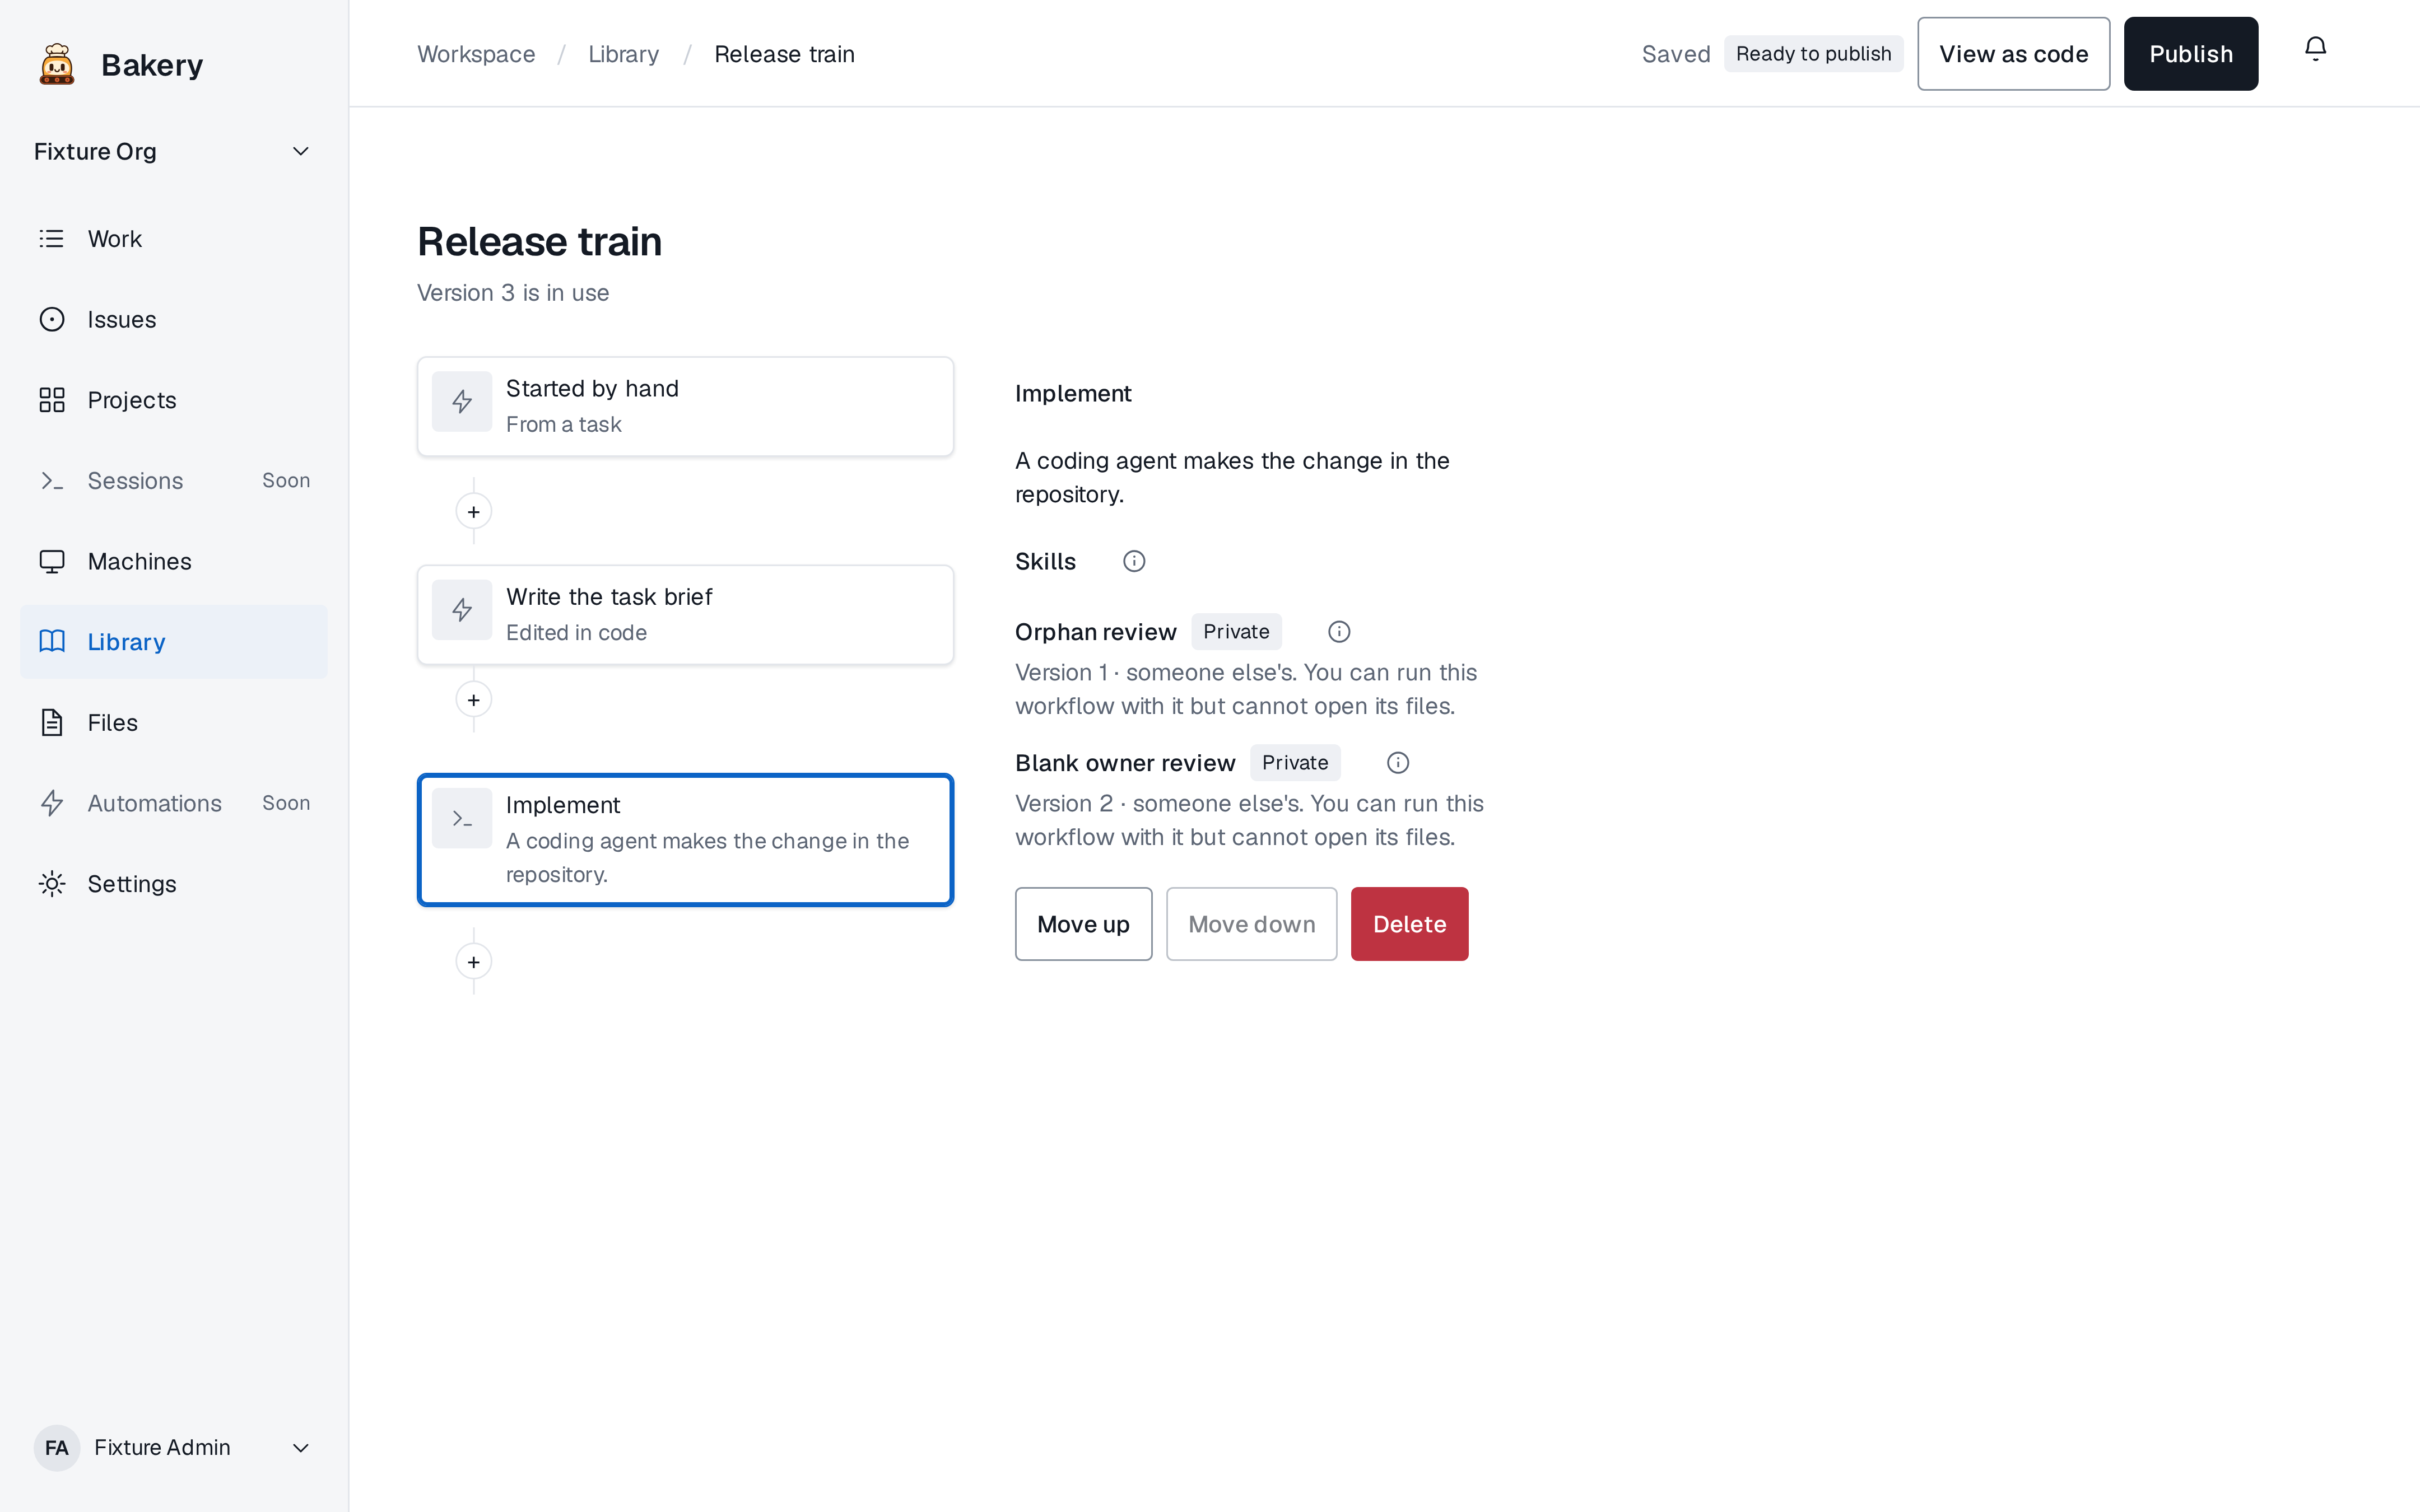 Bakery
Fixture Org
Work
Issues
Projects
Sessions Soon
Machines
Library
Files
Automations Soon
Settings
FA Fixture Admin
Workspace / Library / Release train
Saved Ready to publish View as code Publish
Release train
Version 3 is in use
Started by hand
From a task
+
Write the task brief
Edited in code
+
Implement
A coding agent makes the change in the
repository.
+
Implement
A coding agent makes the change in the
repository.
Skills
Orphan review Private
Version 1 · someone else's. You can run this
workflow with it but cannot open its files.
Blank owner review Private
Version 2 · someone else's. You can run this
workflow with it but cannot open its files.
Move up Move down Delete